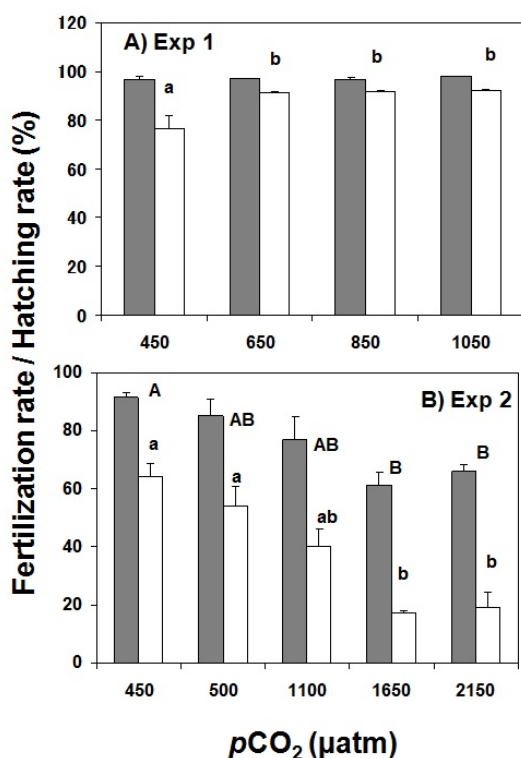 Fertilization rate / Hatching rate (%)
120
100
80
60
40
20
0
A) Exp 1
a
b
b
b
450 650 850 1050
100
80
60
40
20
0
B) Exp 2
A
AB
AB
B
B
a
a
ab
b
b
450 500 1100 1650 2150
pCO₂ (µatm)